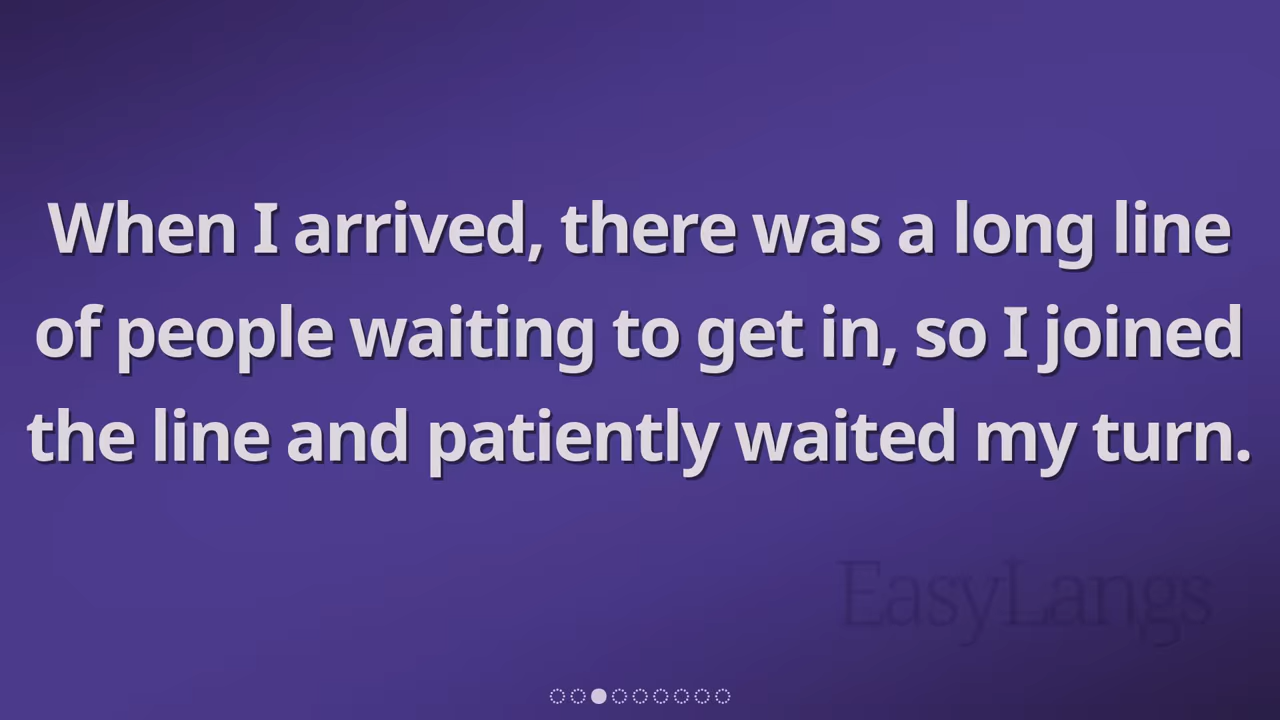 When I arrived, there was a long line
of people waiting to get in, so I joined
the line and patiently waited my turn.
EasyLangs